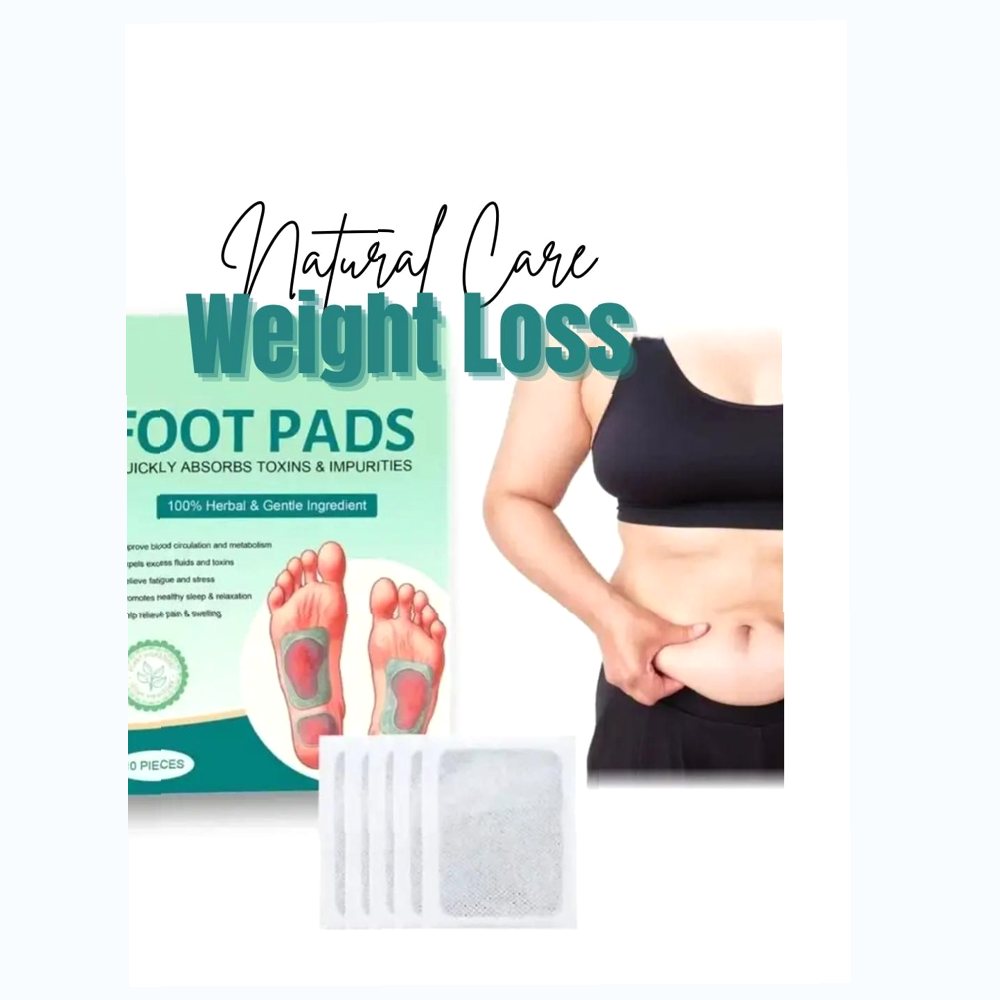 Natural Care
Weight Loss
FOOT PADS
UICKLY ABSORBS TOXINS & IMPURITIES
100% Herbal & Gentle Ingredient
prove blood circulation and metabolism
pels excess fluids and toxins
elieve fatigue and stress
omotes healthy sleep & relaxation
elp relieve pain & swelling
0 PIECES